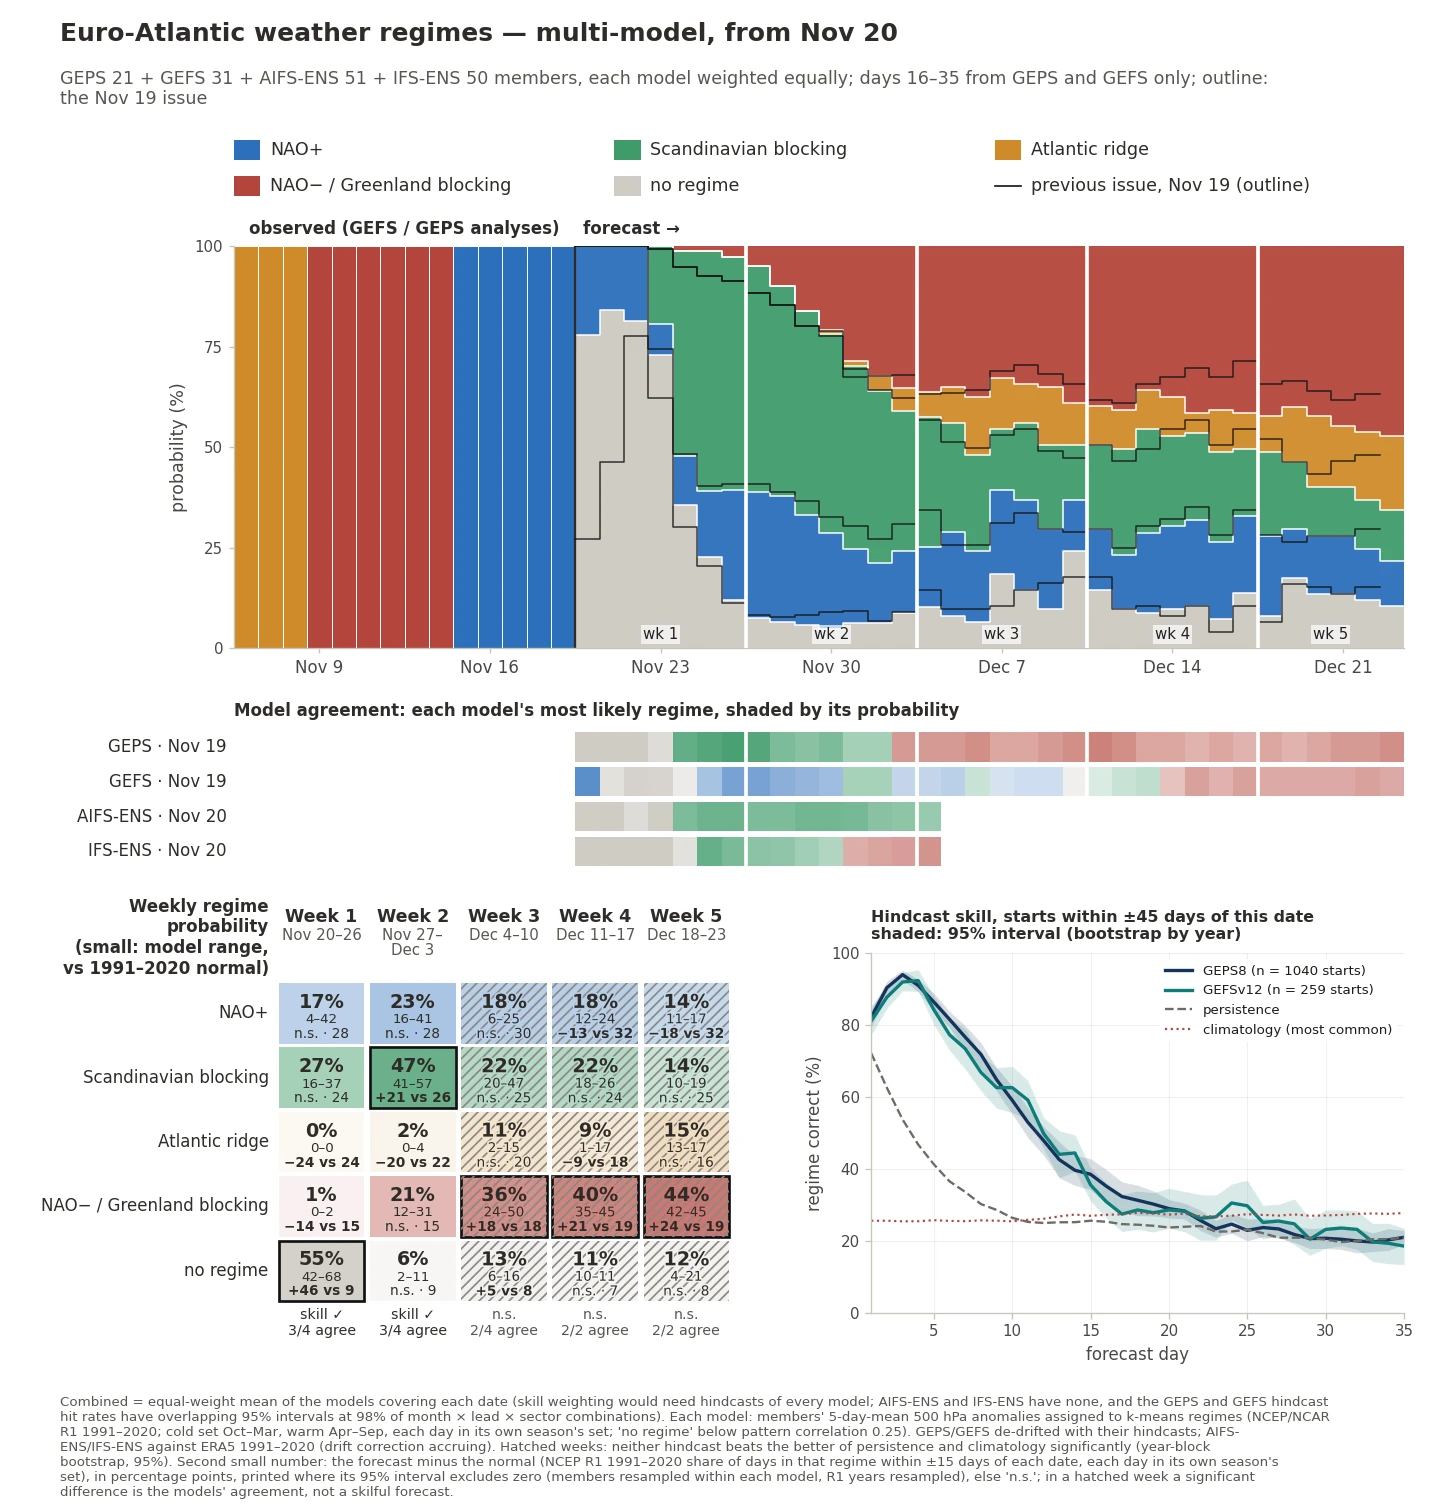 Euro-Atlantic weather regimes — multi-model, from Nov 20
GEPS 21 + GEFS 31 + AIFS-ENS 51 + IFS-ENS 50 members, each model weighted equally; days 16–35 from GEPS and GEFS only; outline:
the Nov 19 issue
NAO+
Scandinavian blocking
Atlantic ridge
NAO− / Greenland blocking
no regime
previous issue, Nov 19 (outline)
observed (GEFS / GEPS analyses)
forecast →
100
75
50
25
0
probability (%)
wk 1
wk 2
wk 3
wk 4
wk 5
Nov 9
Nov 16
Nov 23
Nov 30
Dec 7
Dec 14
Dec 21
Model agreement: each model's most likely regime, shaded by its probability
GEPS · Nov 19
GEFS · Nov 19
AIFS-ENS · Nov 20
IFS-ENS · Nov 20
Weekly regime
probability
(small: model range,
vs 1991–2020 normal)
Week 1
Nov 20–26
Week 2
Nov 27–
Dec 3
Week 3
Dec 4–10
Week 4
Dec 11–17
Week 5
Dec 18–23
NAO+
17%
4–42
n.s. · 28
23%
16–41
n.s. · 28
18%
6–25
n.s. · 30
18%
12–24
−13 vs 32
14%
11–17
−18 vs 32
Scandinavian blocking
27%
16–37
n.s. · 24
47%
41–57
+21 vs 26
22%
20–47
n.s. · 25
22%
18–26
n.s. · 24
14%
10–19
n.s. · 25
Atlantic ridge
0%
0–0
−24 vs 24
2%
0–4
−20 vs 22
11%
2–15
n.s. · 20
9%
1–17
−9 vs 18
15%
13–17
n.s. · 16
NAO− / Greenland blocking
1%
0–2
−14 vs 15
21%
12–31
n.s. · 15
36%
24–50
+18 vs 18
40%
35–45
+21 vs 19
44%
42–45
+24 vs 19
no regime
55%
42–68
+46 vs 9
6%
2–11
n.s. · 9
13%
6–16
+5 vs 8
11%
10–11
n.s. · 7
12%
4–21
n.s. · 8
skill ✓
3/4 agree
skill ✓
3/4 agree
n.s.
2/4 agree
n.s.
2/2 agree
n.s.
2/2 agree
Hindcast skill, starts within ±45 days of this date
shaded: 95% interval (bootstrap by year)
100
80
60
40
20
0
regime correct (%)
GEPS8 (n = 1040 starts)
GEFSv12 (n = 259 starts)
persistence
climatology (most common)
5
10
15
20
25
30
35
forecast day
Combined = equal-weight mean of the models covering each date (skill weighting would need hindcasts of every model; AIFS-ENS and IFS-ENS have none, and the GEPS and GEFS hindcast
hit rates have overlapping 95% intervals at 98% of month × lead × sector combinations). Each model: members' 5-day-mean 500 hPa anomalies assigned to k-means regimes (NCEP/NCAR
R1 1991–2020; cold set Oct–Mar, warm Apr–Sep, each day in its own season's set; 'no regime' below pattern correlation 0.25). GEPS/GEFS de-drifted with their hindcasts; AIFS-
ENS/IFS-ENS against ERA5 1991–2020 (drift correction accruing). Hatched weeks: neither hindcast beats the better of persistence and climatology significantly (year-block
bootstrap, 95%). Second small number: the forecast minus the normal (NCEP R1 1991–2020 share of days in that regime within ±15 days of each date, each day in its own season's
set), in percentage points, printed where its 95% interval excludes zero (members resampled within each model, R1 years resampled), else 'n.s.'; in a hatched week a significant
difference is the models' agreement, not a skilful forecast.